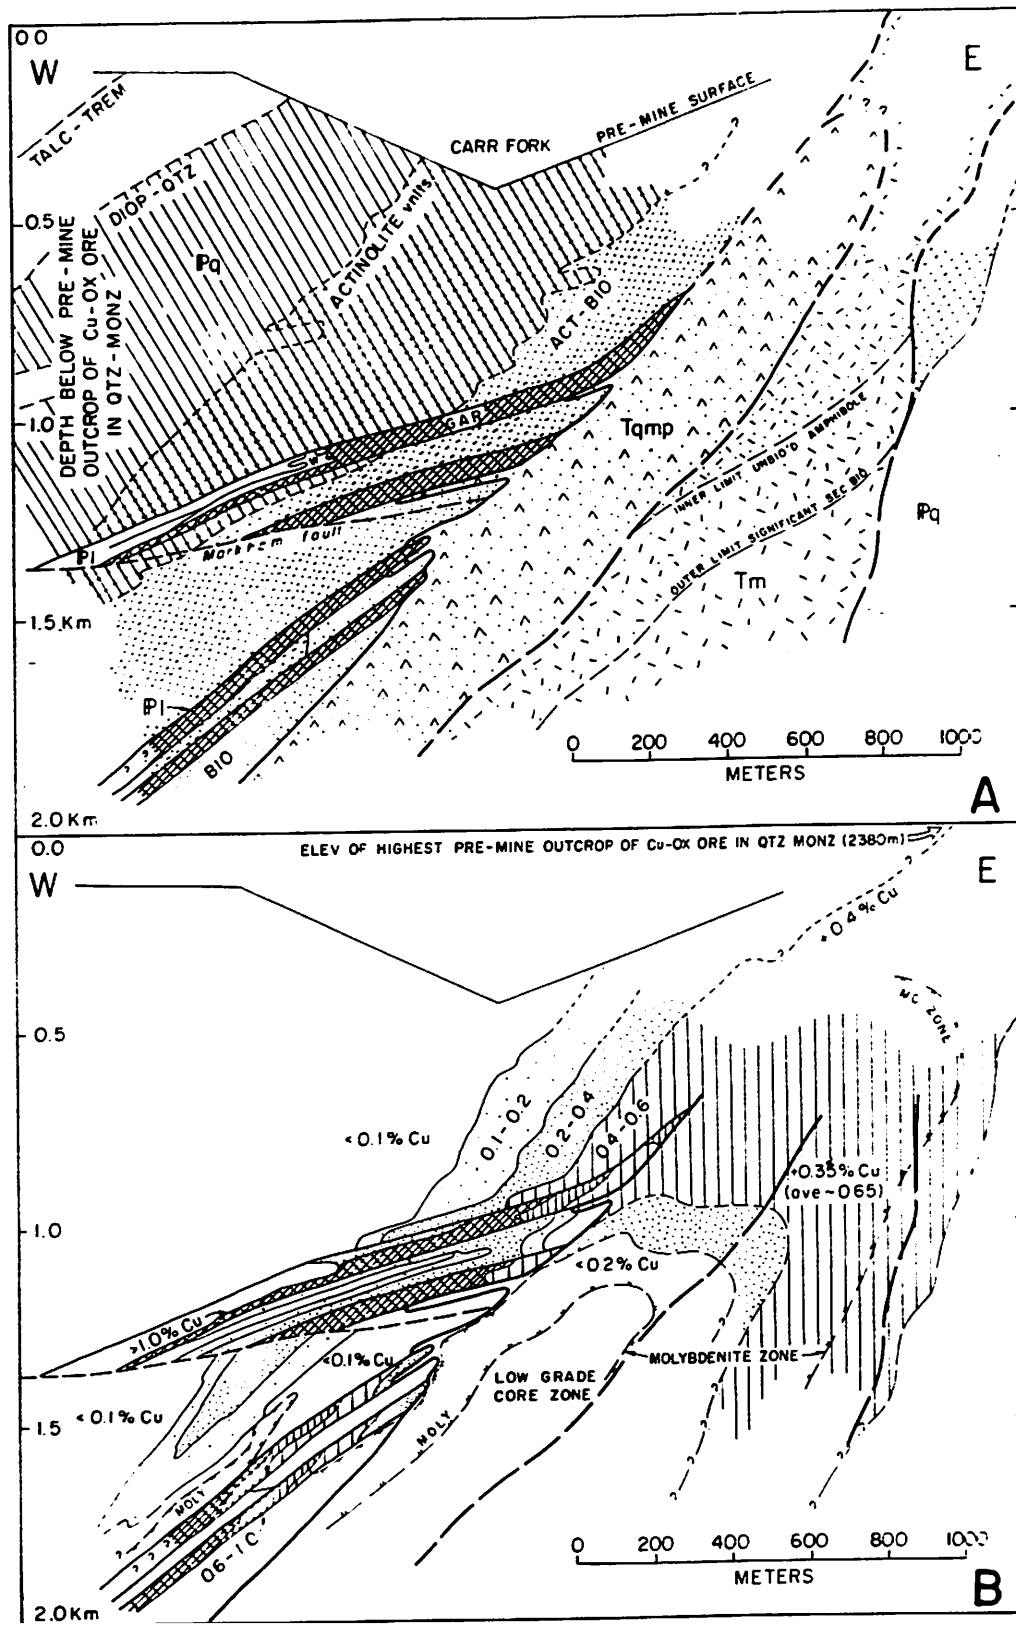 0.0
W
E
TALC-TREM
DIOP-QTZ
CARR FORK
PRE-MINE SURFACE
0.5
DEPTH BELOW PRE-MINE
OUTCROP OF Cu-OX ORE
IN QTZ-MONZ
Pq
ACTINOLITE units
ACT-BIO
GAR
Sw
1.0
Tqmp
INNER LIMIT UNBIO'D AMPHIBOLE
OUTER LIMIT SIGNIFICANT SEC BIO
Pq
Pl
Markham fault
Tm
1.5 Km
Pl
BIO
0 200 400 600 800 1000
METERS
A
2.0 Km
0.0
ELEV OF HIGHEST PRE-MINE OUTCROP OF Cu-OX ORE IN QTZ MONZ (2380m)
W
E
+0.4% Cu
MC ZONE
0.5
<0.1% Cu
0.1-0.2
0.2-0.4
0.4-0.6
+0.35% Cu
(ave~0.65)
1.0
<0.2% Cu
>1.0% Cu
<0.1% Cu
MOLYBDENITE ZONE
LOW GRADE
CORE ZONE
<0.1% Cu
MOLY
1.5
MOLY
0.6-1.0
0 200 400 600 800 1000
METERS
B
2.0 Km